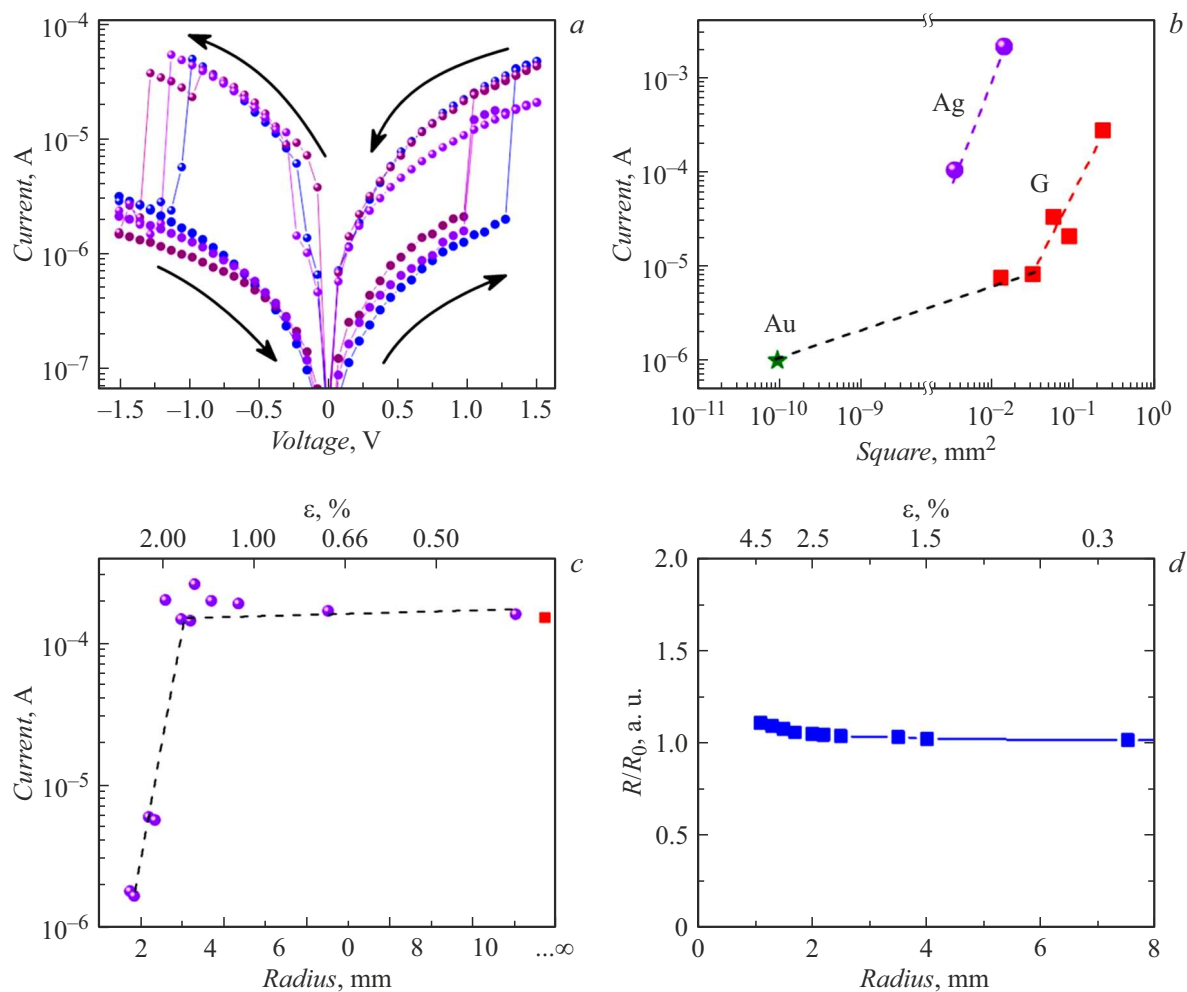 a
10⁻⁴
10⁻⁵
10⁻⁶
10⁻⁷
Current, A
−1.5 −1.0 −0.5 0 0.5 1.0 1.5
Voltage, V
b
10⁻³
10⁻⁴
10⁻⁵
10⁻⁶
Current, A
Ag
G
Au
10⁻¹¹ 10⁻¹⁰ 10⁻⁹ 10⁻² 10⁻¹ 10⁰
Square, mm²
ε, %
2.00 1.00 0.66 0.50
c
10⁻⁴
10⁻⁵
10⁻⁶
Current, A
2 4 6 0 8 10 ...∞
Radius, mm
ε, %
4.5 2.5 1.5 0.3
d
2.0
1.5
1.0
0.5
0
R/R₀, a. u.
0 2 4 6 8
Radius, mm